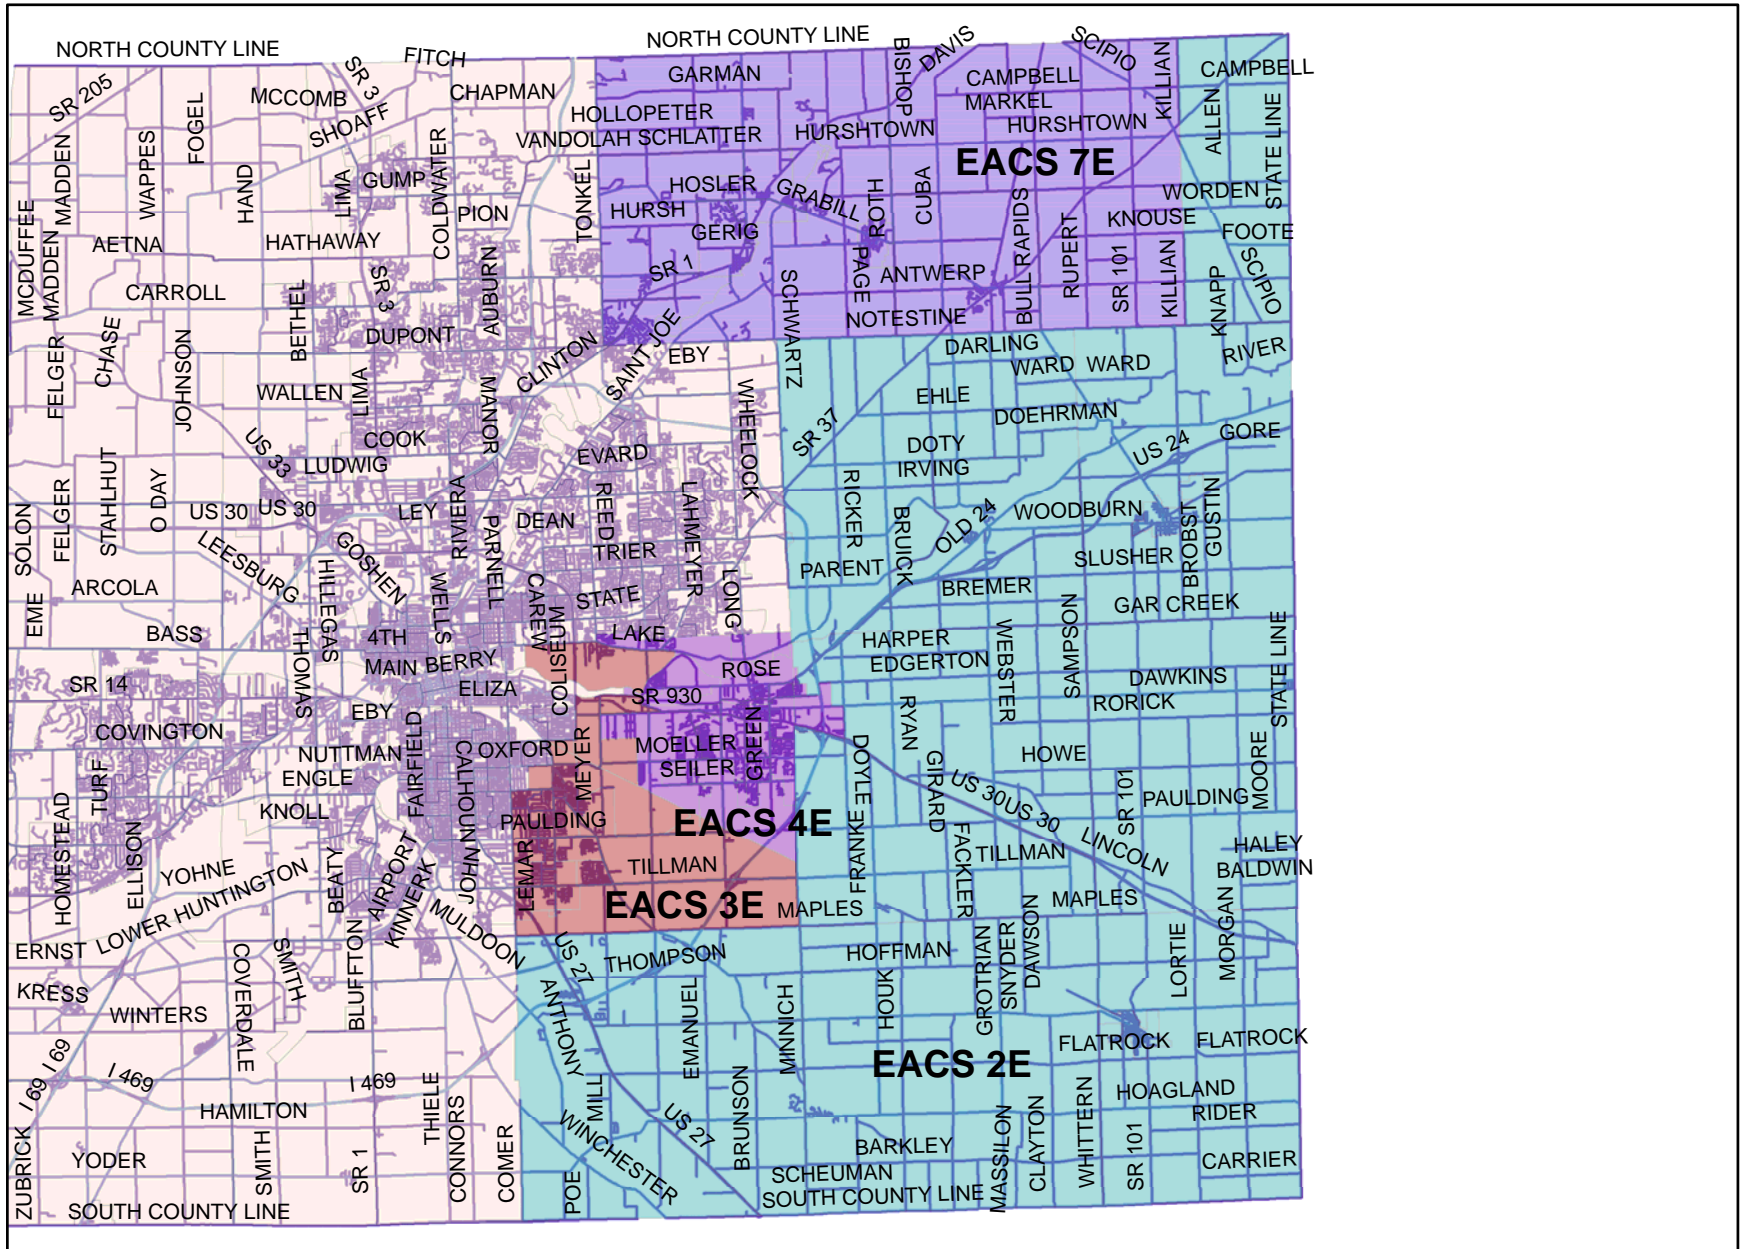 NORTH COUNTY LINE
NORTH COUNTY LINE
FITCH
SR 3
SR 205
MCCOMB
SHOAFF
CHAPMAN
GARMAN
BISHOP
DAVIS
SCIPIO
CAMPBELL
CAMPBELL
KILLIAN
MARKEL
HOLLOPETER
VANDOLAH SCHLATTER
HURSHTOWN
HURSHTOWN
ALLEN
STATE LINE
EACS 7E
MADDEN
WAPPES
FOGEL
HAND
LIMA
GUMP
COLDWATER
PION
TONKEL
HOSLER
GRABILL
ROTH
CUBA
WORDEN
HURSH
GERIG
KNOUSE
FOOTE
MCDUFFEE
MADDEN
AETNA
HATHAWAY
AUBURN
SR 1
SCHWARTZ
PAGE
ANTWERP
BULL RAPIDS
RUPERT
SR 101
KILLIAN
KNAPP
SCIPIO
CARROLL
BETHEL
SR 3
DUPONT
NOTESTINE
CHASE
JOHNSON
FELGER
CLINTON
SAINT JOE
EBY
DARLING
WARD
WARD
RIVER
WALLEN
LIMA
MANOR
WHEELOCK
EHLE
DOEHRMAN
US 33
COOK
LUDWIG
EVARD
SR 37
DOTY
IRVING
US 24
GORE
SOLON
FELGER
STAHLHUT
O DAY
US 30
US 30
LEY
RIVIERA
PARNELL
DEAN
REED
LAHMEYER
RICKER
BRUICK
OLD 24
WOODBURN
BROBST
GUSTIN
LEESBURG
GOSHEN
TRIER
PARENT
SLUSHER
ARCOLA
HILLEGAS
WELLS
CAREW
STATE
LONG
BREMER
GAR CREEK
EME
BASS
THOMAS
4TH
COLISEUM
LAKE
HARPER
WEBSTER
SAMPSON
STATE LINE
MAIN
BERRY
ROSE
EDGERTON
DAWKINS
SR 14
ELIZA
SR 930
RORICK
EBY
RYAN
COVINGTON
FAIRFIELD
NUTTMAN
CALHOUN
OXFORD
MEYER
MOELLER
GREEN
DOYLE
HOWE
MOORE
ENGLE
SEILER
GIRARD
US 30
US 30
SR 101
PAULDING
TURF
HOMESTEAD
KNOLL
PAULDING
EACS 4E
FRANKE
LINCOLN
HALEY
ELLISON
YOHNE
BEATY
AIRPORT
JOHN
LEMAR
TILLMAN
FACKLER
TILLMAN
BALDWIN
LOWER HUNTINGTON
KINNERK
MULDOON
EACS 3E
MAPLES
MAPLES
MORGAN
ERNST
COVERDALE
SMITH
BLUFFTON
US 27
THOMPSON
HOFFMAN
GROTRIAN
SNYDER
DAWSON
LORTIE
KRESS
WINTERS
ANTHONY
EMANUEL
MINNICH
HOUK
FLATROCK
FLATROCK
I 69
I 69
I 469
I 469
EACS 2E
HAMILTON
THIELE
CONNORS
MILL
BRUNSON
HOAGLAND
RIDER
ZUBRICK
YODER
SMITH
SR 1
COMER
POE
WINCHESTER
US 27
BARKLEY
SCHEUMAN
MASSILON
CLAYTON
WHITTERN
SR 101
CARRIER
SOUTH COUNTY LINE
SOUTH COUNTY LINE